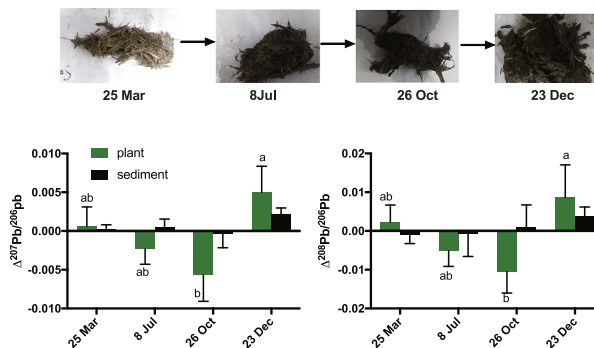 25 Mar
8Jul
26 Oct
23 Dec
plant
sediment
Δ207Pb/206pb
0.010
0.005
0.000
-0.005
-0.010
ab
ab
b
a
25 Mar
8 Jul
26 Oct
23 Dec
Δ208Pb/206Pb
0.02
0.01
0.00
-0.01
-0.02
ab
ab
b
a
25 Mar
8 Jul
26 Oct
23 Dec